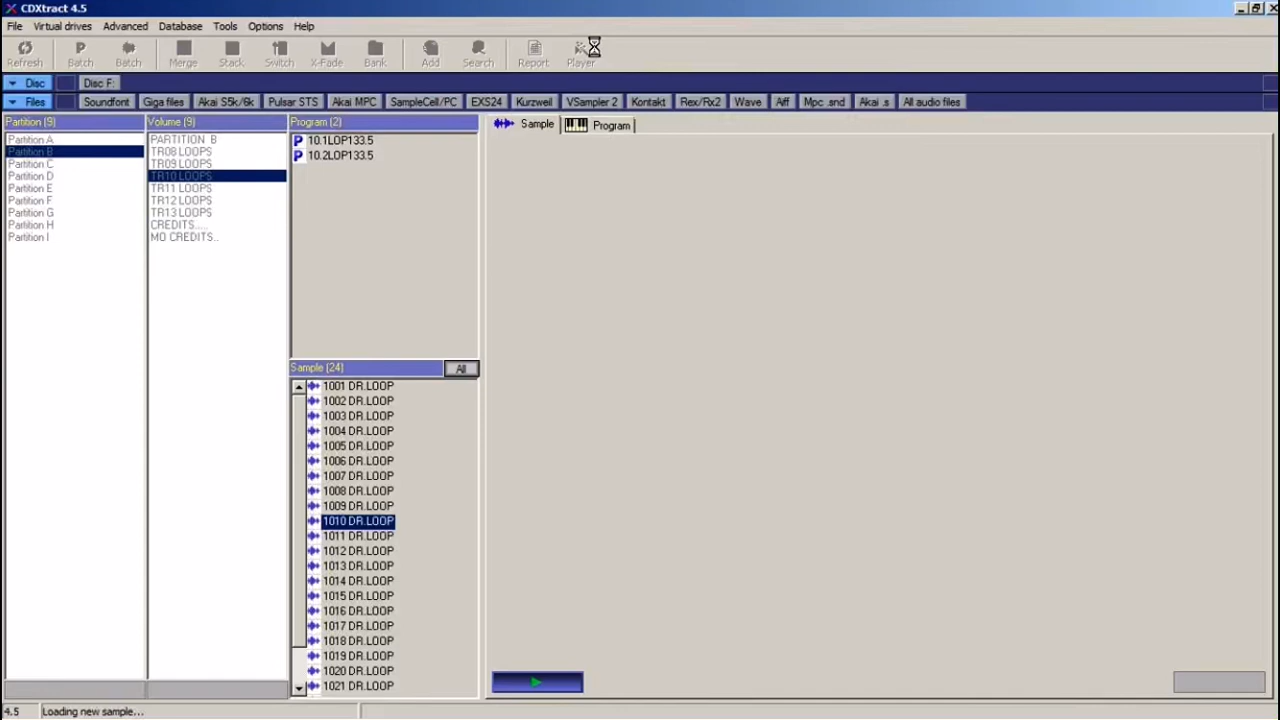 CDXtract 4.5
File Virtual drives Advanced Database Tools Options Help
Refresh Batch Batch Merge Stack Switch X-Fade Bank Add Search Report Player
Disc Disc F:
Files Soundfont Giga files Akai S5k/6k Pulsar STS Akai MPC SampleCell/PC EXS24 Kurzweil VSampler 2 Kontakt Rex/Rx2 Wave Aiff Mpc .snd Akai .s All audio files
Partition (9)
Partition A
Partition B
Partition C
Partition D
Partition E
Partition F
Partition G
Partition H
Partition I
Volume (9)
PARTITION B
TR08 LOOPS
TR09 LOOPS
TR10 LOOPS
TR11 LOOPS
TR12 LOOPS
TR13 LOOPS
CREDITS....
MO CREDITS..
Program (2)
P 10.1LOP133.5
P 10.2LOP133.5
Sample (24) All
1001 DR.LOOP
1002 DR.LOOP
1003 DR.LOOP
1004 DR.LOOP
1005 DR.LOOP
1006 DR.LOOP
1007 DR.LOOP
1008 DR.LOOP
1009 DR.LOOP
1010 DR.LOOP
1011 DR.LOOP
1012 DR.LOOP
1013 DR.LOOP
1014 DR.LOOP
1015 DR.LOOP
1016 DR.LOOP
1017 DR.LOOP
1018 DR.LOOP
1019 DR.LOOP
1020 DR.LOOP
1021 DR.LOOP
Sample Program
4.5 Loading new sample...